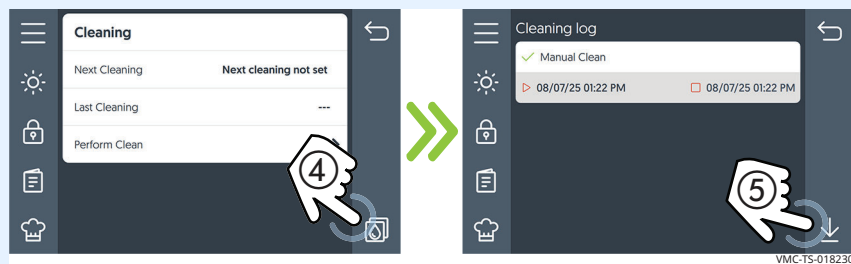 Cleaning
Next Cleaning Next cleaning not set
Last Cleaning ---
Perform Clean
4
Cleaning log
Manual Clean
08/07/25 01:22 PM 08/07/25 01:22 PM
5
VMC-TS-018230